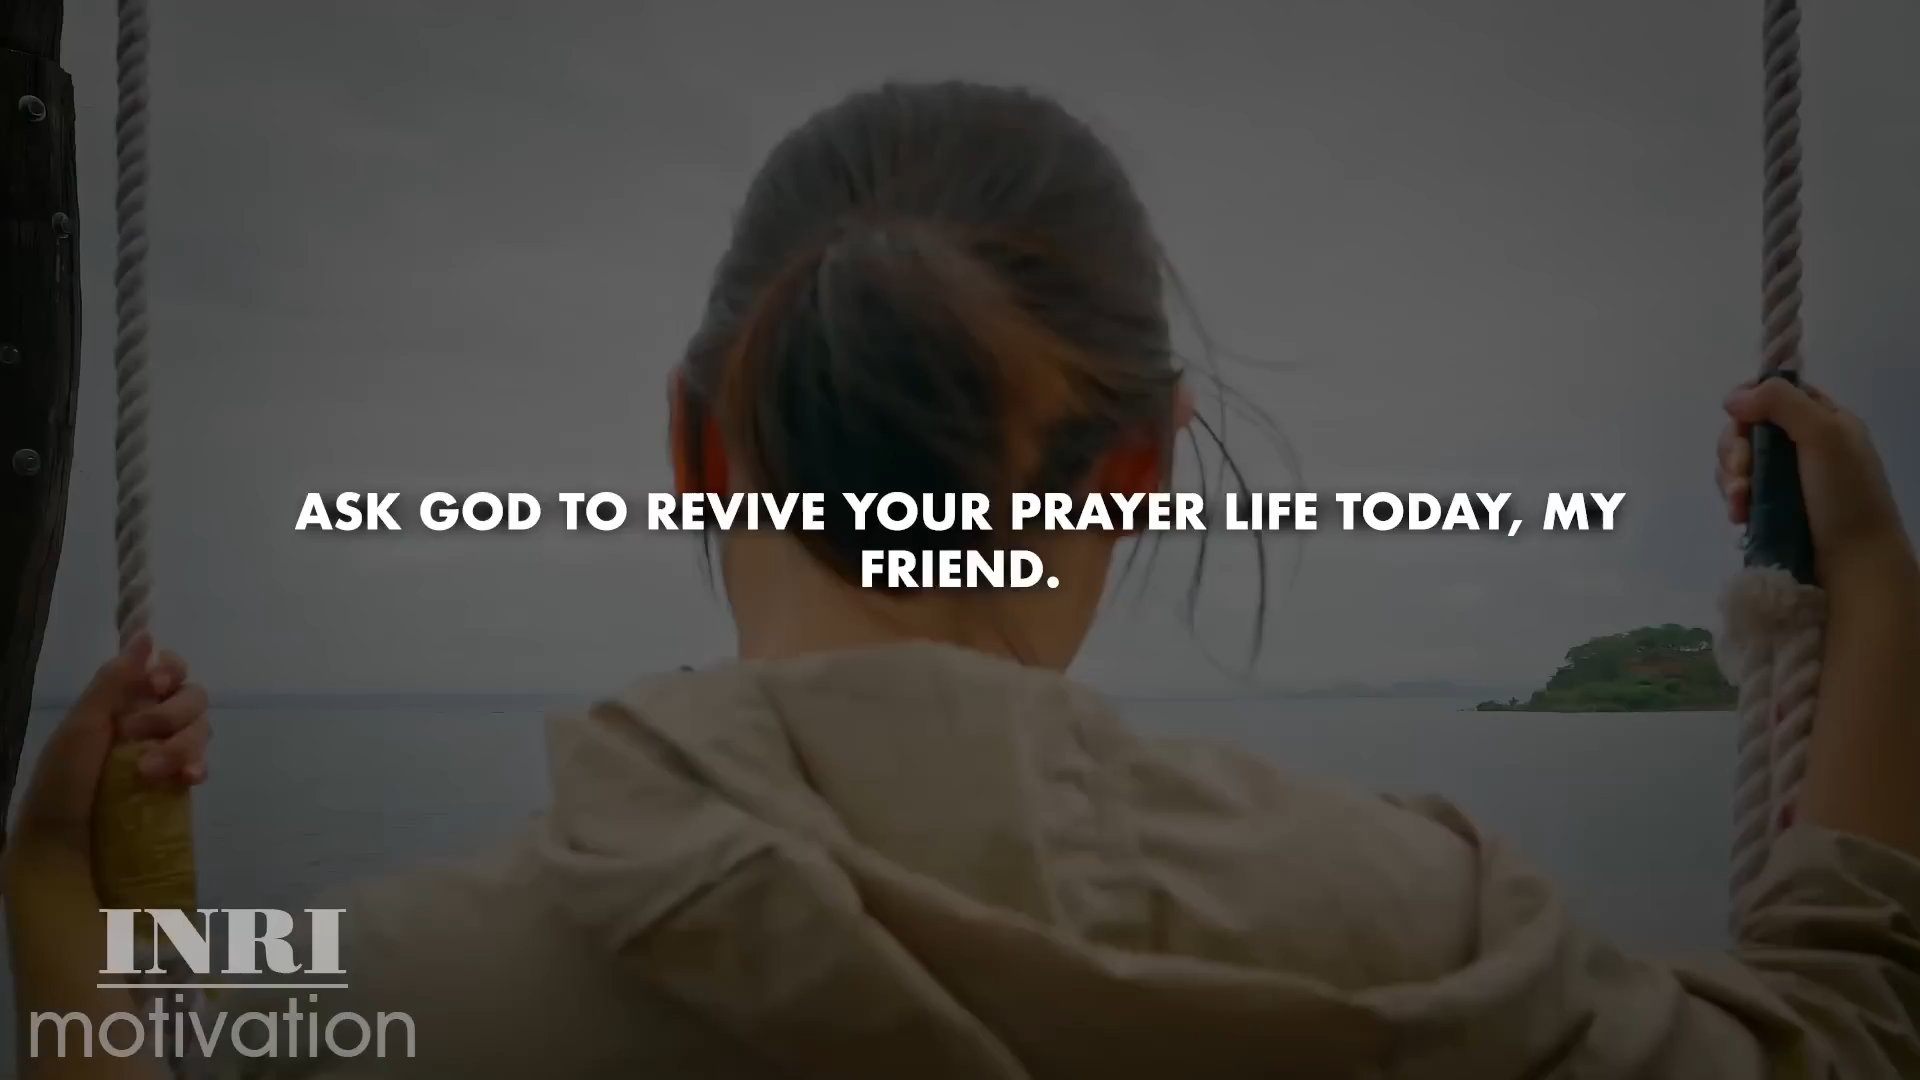 ASK GOD TO REVIVE YOUR PRAYER LIFE TODAY, MY
FRIEND.
INRI
motivation